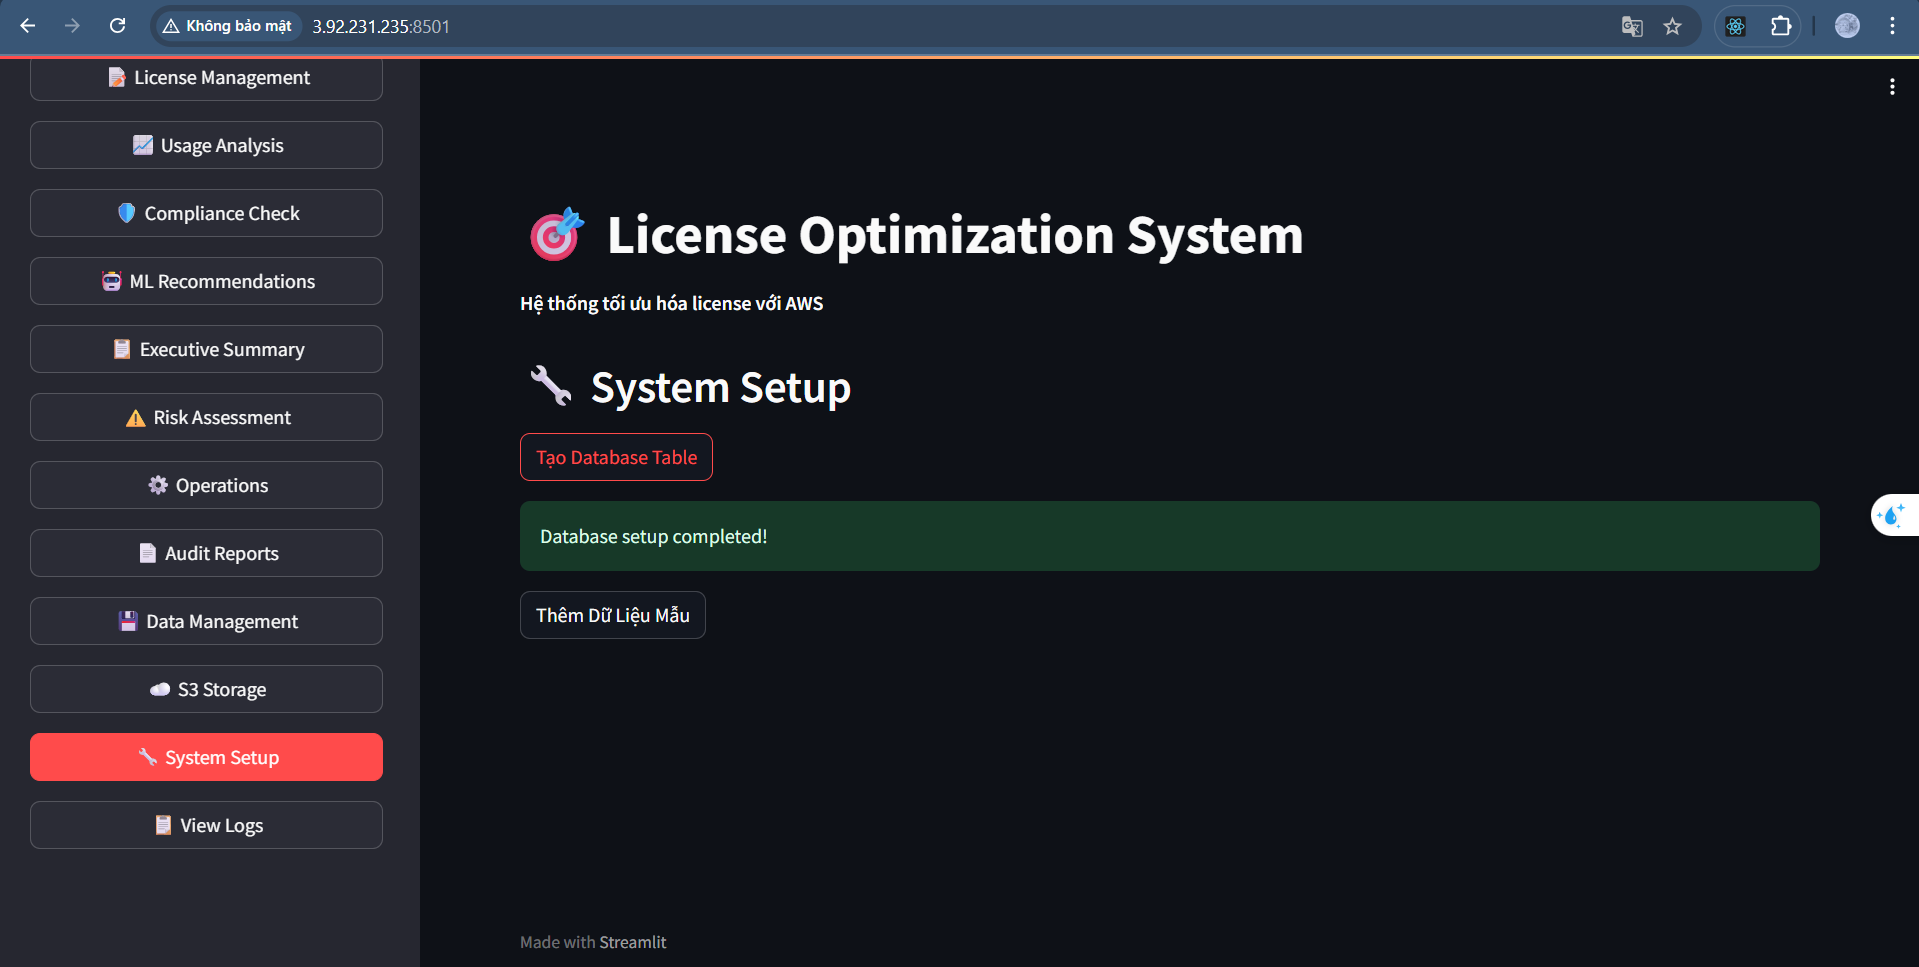 Không bảo mật 3.92.231.235:8501
License Management
Usage Analysis
Compliance Check
ML Recommendations
Executive Summary
Risk Assessment
Operations
Audit Reports
Data Management
S3 Storage
System Setup
View Logs
License Optimization System
Hệ thống tối ưu hóa license với AWS
System Setup
Tạo Database Table
Database setup completed!
Thêm Dữ Liệu Mẫu
Made with Streamlit